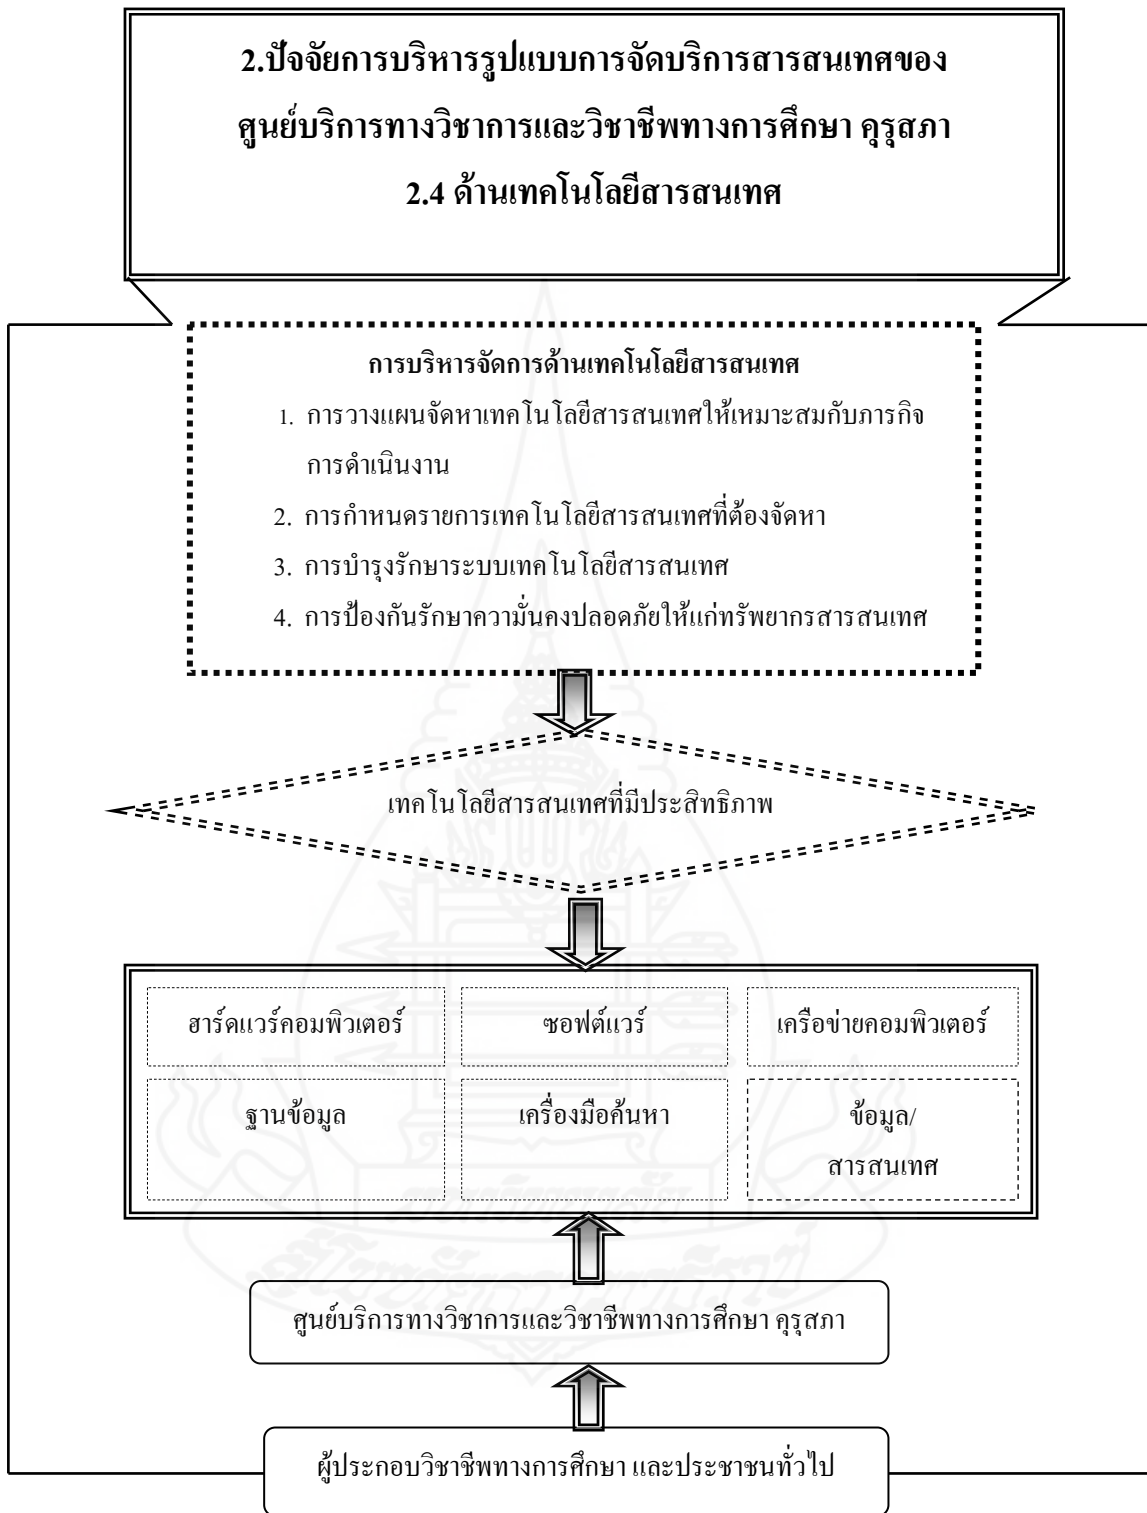 2.ปัจจัยการบริหารรูปแบบการจัดบริการสารสนเทศของ
ศูนย์บริการทางวิชาการและวิชาชีพทางการศึกษา คุรุสภา
2.4 ด้านเทคโนโลยีสารสนเทศ
การบริหารจัดการด้านเทคโนโลยีสารสนเทศ
1. การวางแผนจัดหาเทคโนโลยีสารสนเทศให้เหมาะสมกับภารกิจ
การดำเนินงาน
2. การกำหนดรายการเทคโนโลยีสารสนเทศที่ต้องจัดหา
3. การบำรุงรักษาระบบเทคโนโลยีสารสนเทศ
4. การป้องกันรักษาความั่นคงปลอดภัยให้แก่ทรัพยากรสารสนเทศ
เทคโนโลยีสารสนเทศที่มีประสิทธิภาพ
ฮาร์ดแวร์คอมพิวเตอร์
ซอฟต์แวร์
เครือข่ายคอมพิวเตอร์
ฐานข้อมูล
เครื่องมือค้นหา
ข้อมูล/
สารสนเทศ
มหาวิทยาลัย
สุโขทัยธรรมาธิราช
ศูนย์บริการทางวิชาการและวิชาชีพทางการศึกษา คุรุสภา
ผู้ประกอบวิชาชีพทางการศึกษา และประชาชนทั่วไป